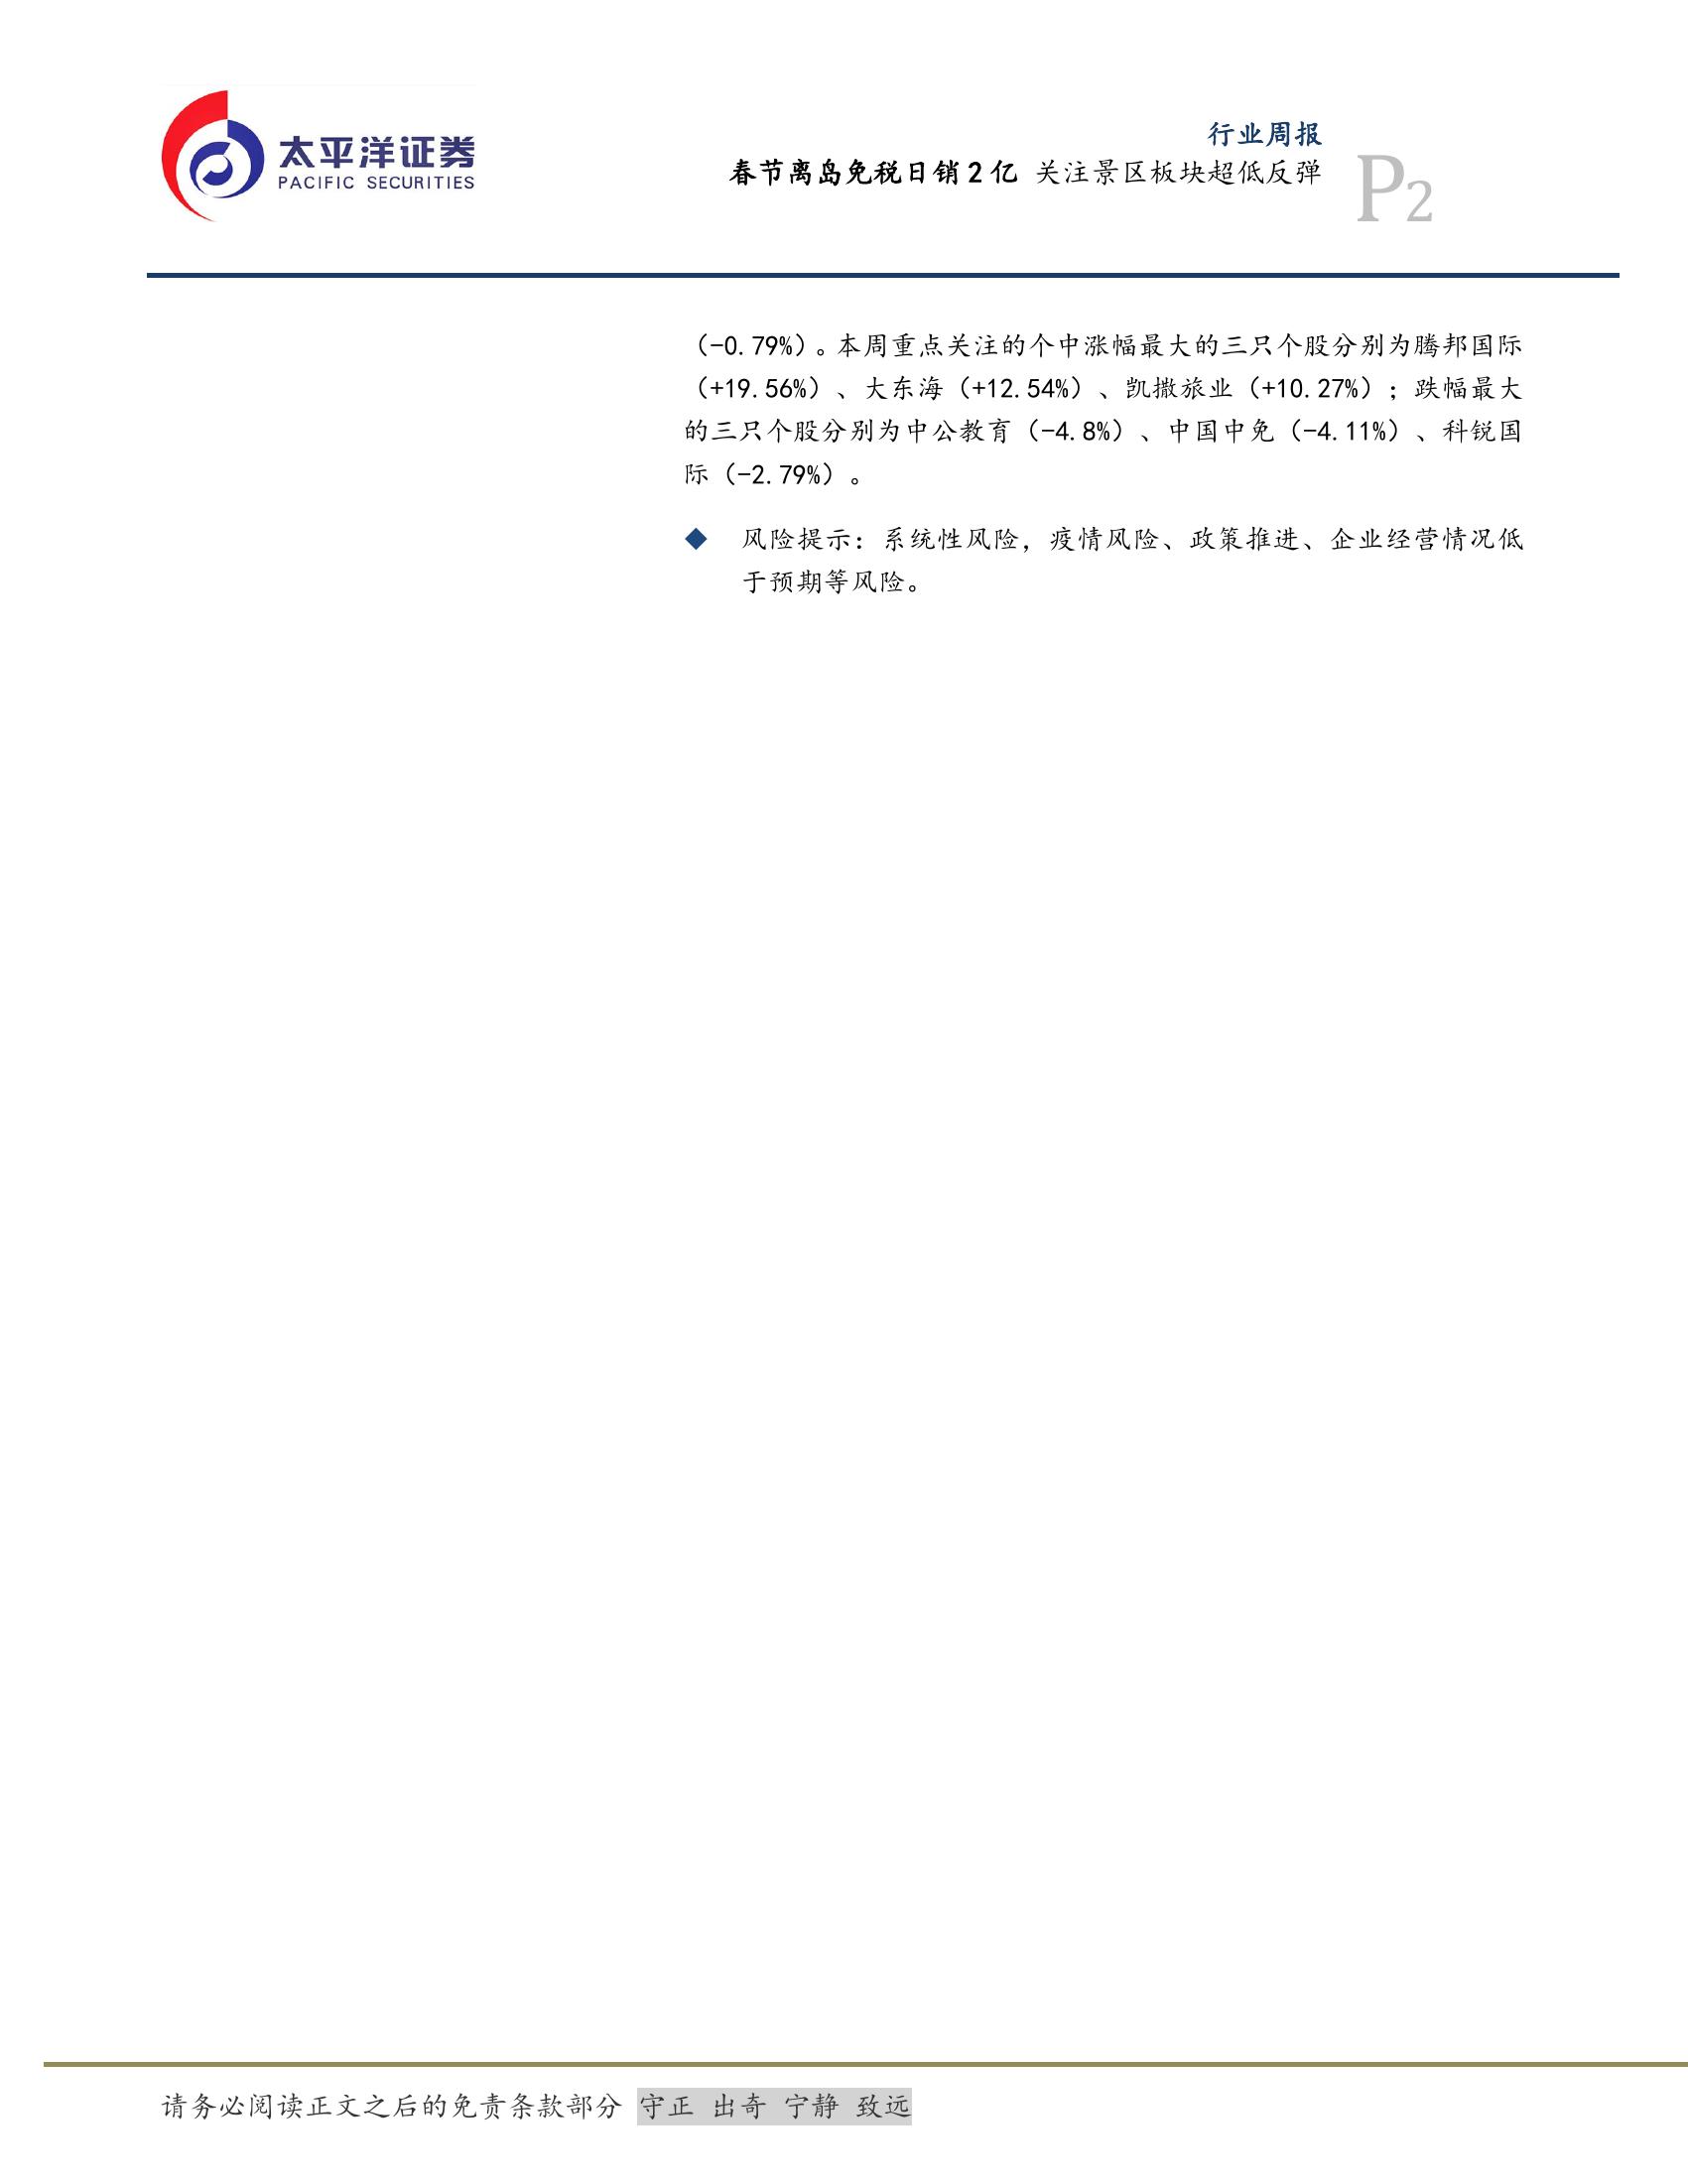 太平洋证券
PACIFIC SECURITIES
行业周报
春节离岛免税日销2亿 关注景区板块超低反弹
P2
（-0.79%）。本周重点关注的个中涨幅最大的三只个股分别为腾邦国际
（+19.56%）、大东海（+12.54%）、凯撒旅业（+10.27%）；跌幅最大
的三只个股分别为中公教育（-4.8%）、中国中免（-4.11%）、科锐国
际（-2.79%）。
◆ 风险提示：系统性风险，疫情风险、政策推进、企业经营情况低
于预期等风险。
请务必阅读正文之后的免责条款部分 守正 出奇 宁静 致远